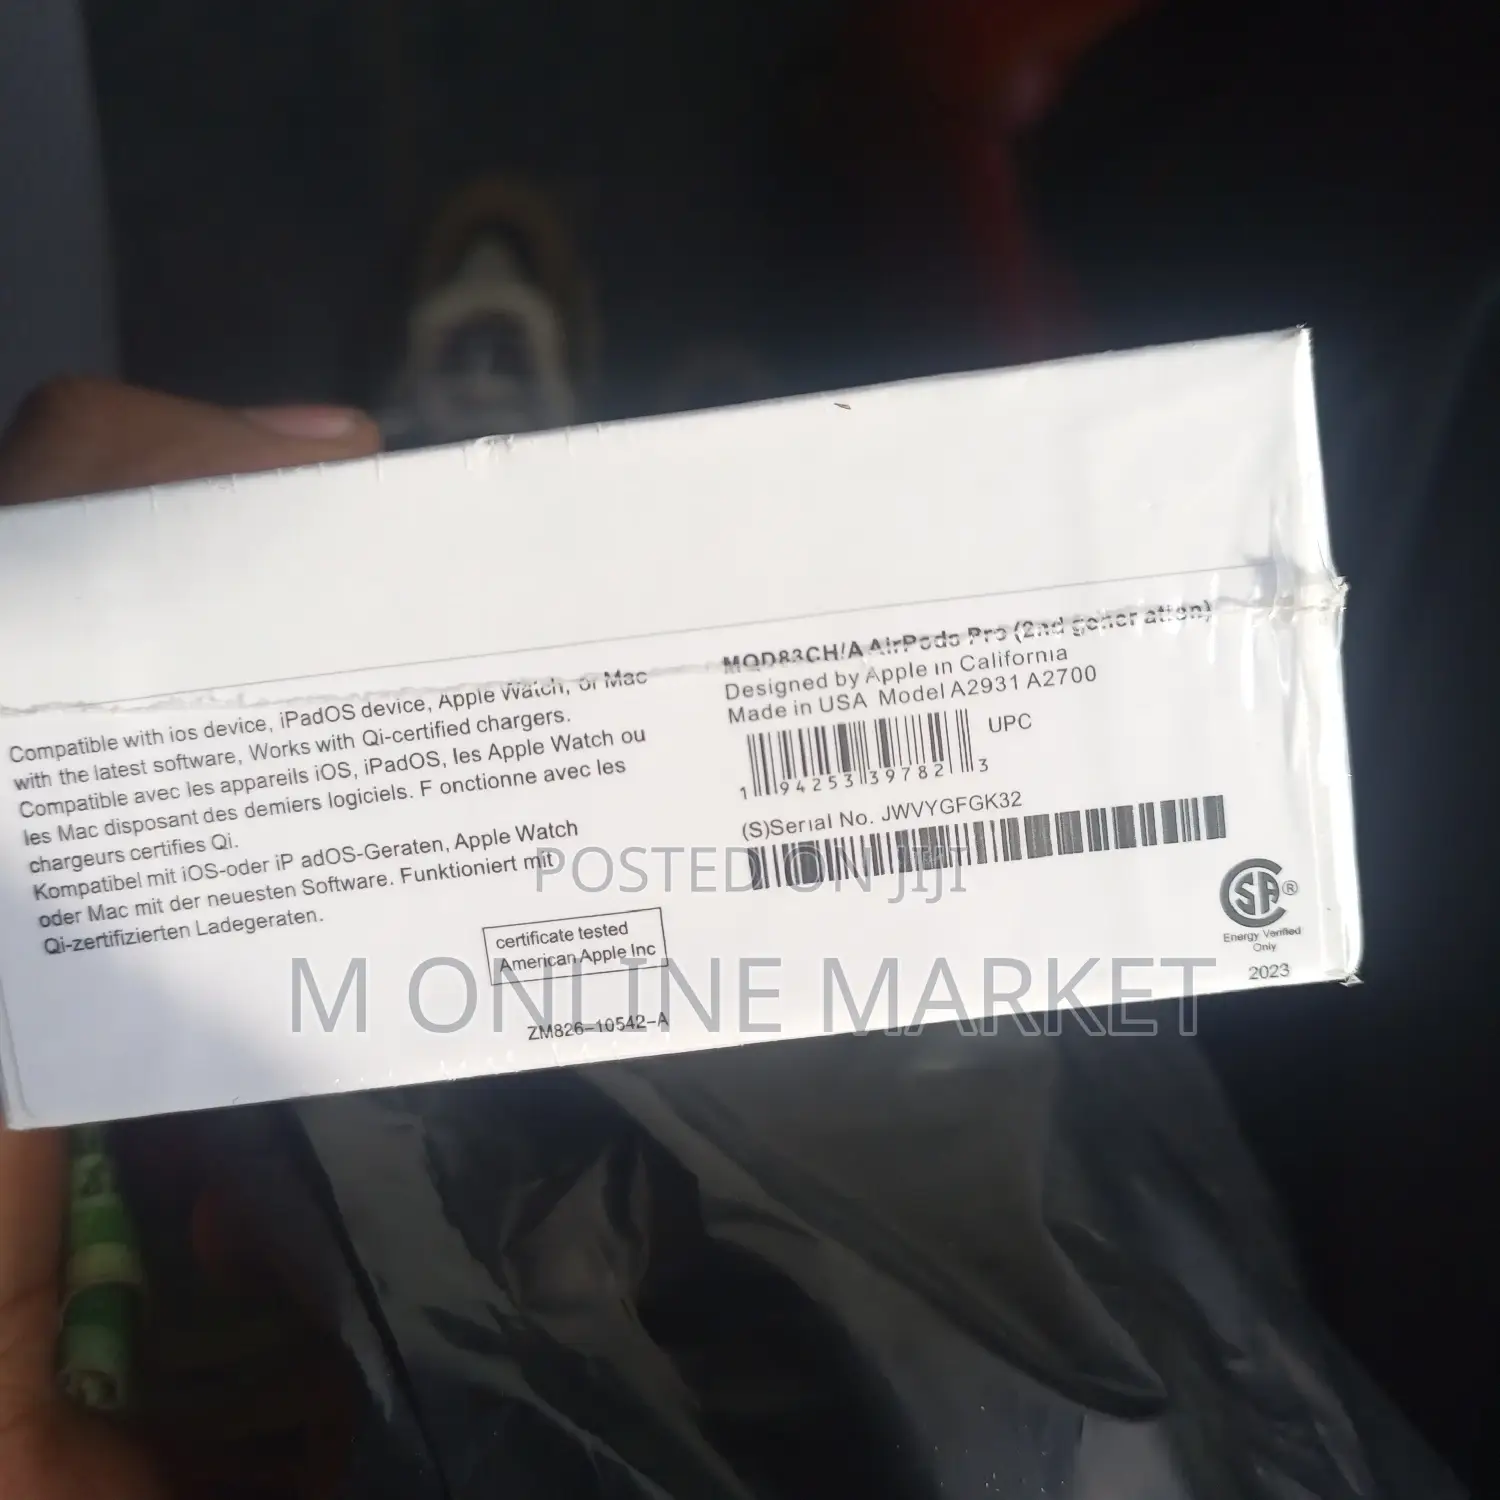 Compatible with ios device, iPadOS device, Apple Watch, or Mac
with the latest software, Works with Qi-certified chargers.
Compatible avec les appareils iOS, iPadOS, les Apple Watch ou
les Mac disposant des demiers logiciels. F onctionne avec les
chargeurs certifies Qi.
Kompatibel mit iOS-oder iP adOS-Geraten, Apple Watch
oder Mac mit der neuesten Software. Funktioniert mit
Qi-zertifizierten Ladegeraten.
certificate tested
American Apple Inc
ZM826-10542-A
MQD83CH/A AirPods Pro (2nd gener ation)
Designed by Apple in California
Made in USA Model A2931 A2700
UPC
1 94253 39782 3
(S)Serial No. JWVYGFGK32
SA ®
Energy Verified
Only
2023
POSTED ON JIJI
M ONLINE MARKET